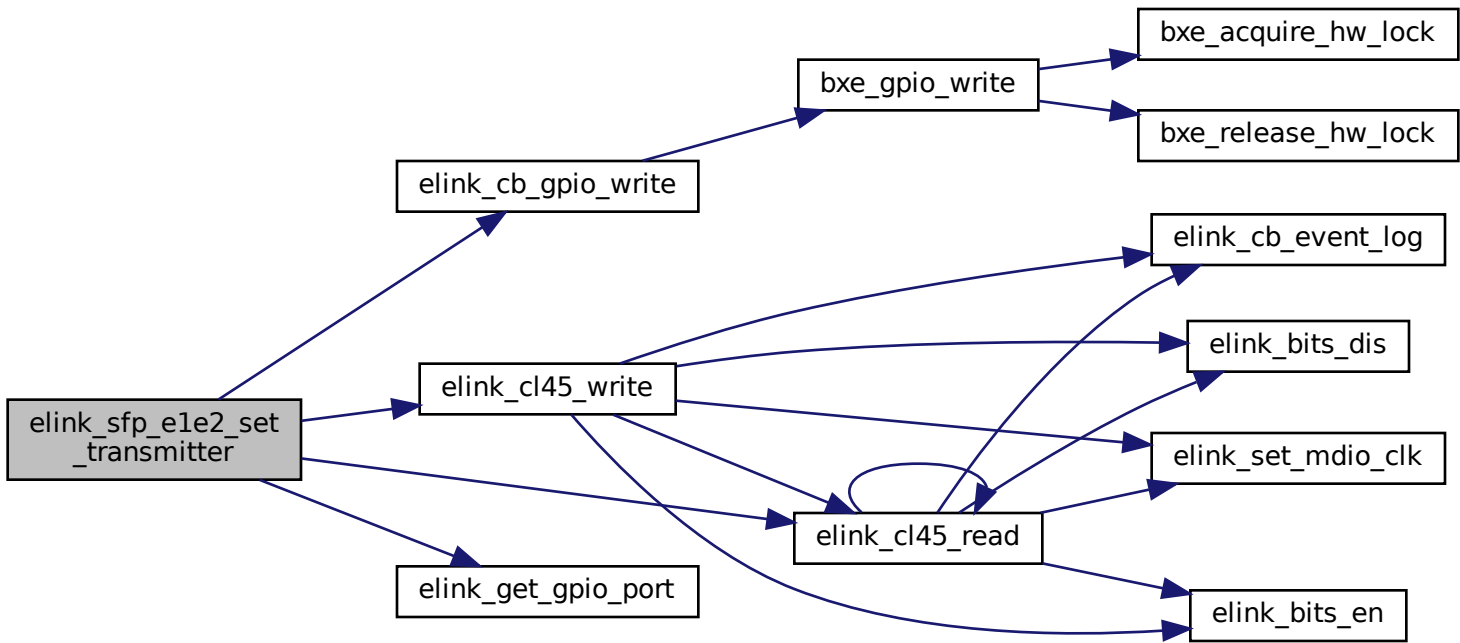 bxe_acquire_hw_lock
bxe_gpio_write
bxe_release_hw_lock
elink_cb_gpio_write
elink_cb_event_log
elink_bits_dis
elink_cl45_write
elink_sfp_e1e2_set
_transmitter
elink_set_mdio_clk
elink_cl45_read
elink_get_gpio_port
elink_bits_en